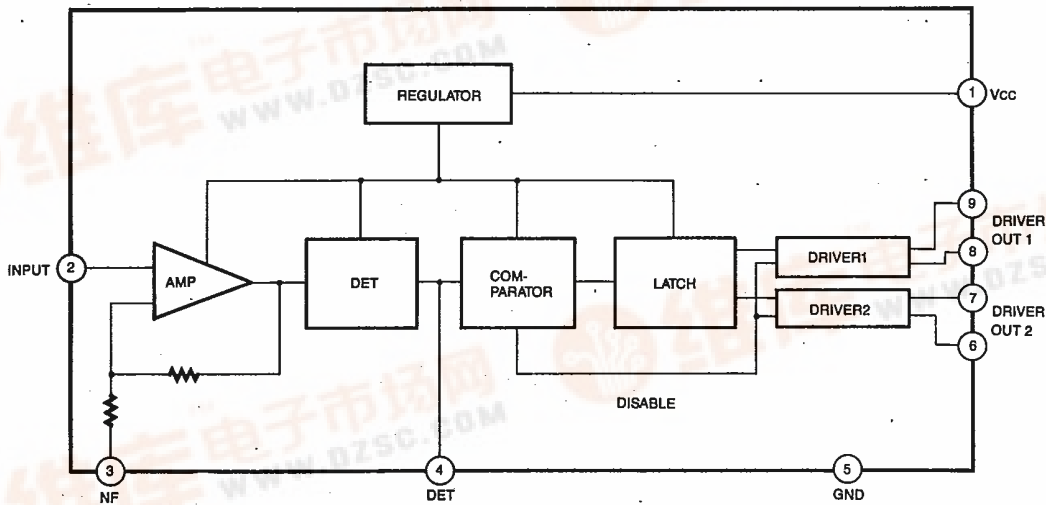 维库电子市场网
WWW.DZSC.COM
REGULATOR
1
Vcc
9
DRIVER
OUT 1
8
INPUT
2
AMP
DET
COM-
PARATOR
LATCH
DRIVER1
DRIVER2
7
DRIVER
OUT 2
6
DISABLE
维库电子市场网
WWW.DZSC.COM
3
NF
4
DET
5
GND